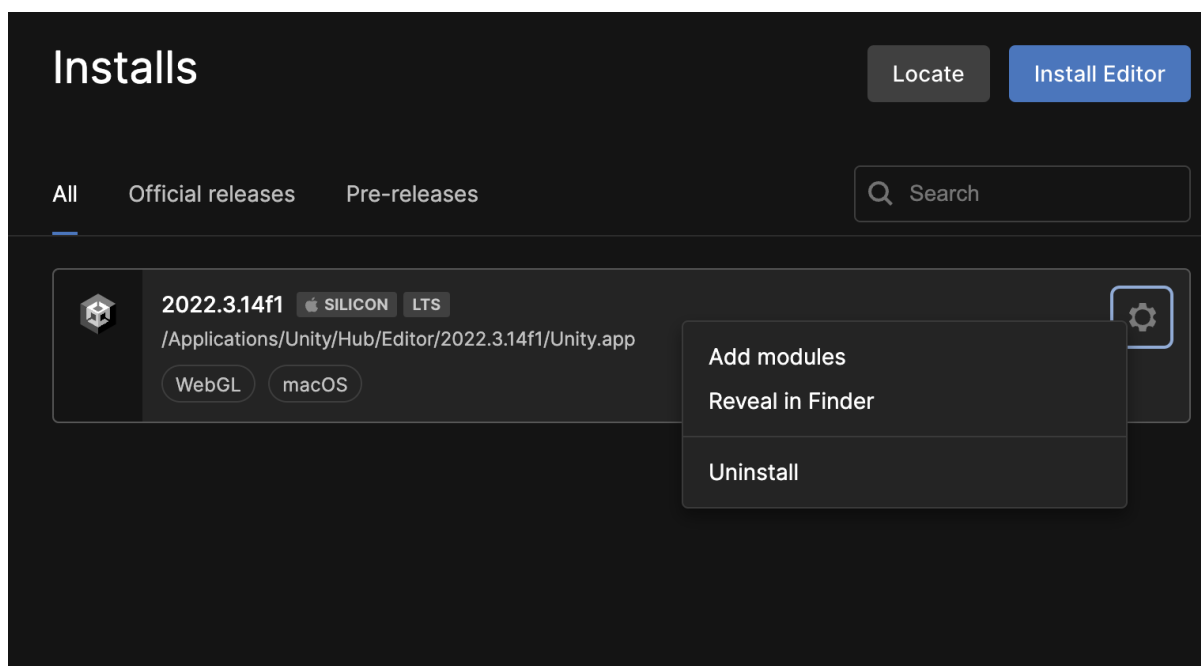 Installs
Locate
Install Editor
All
Official releases
Pre-releases
Search
2022.3.14f1 SILICON LTS
/Applications/Unity/Hub/Editor/2022.3.14f1/Unity.app
WebGL macOS
Add modules
Reveal in Finder
Uninstall